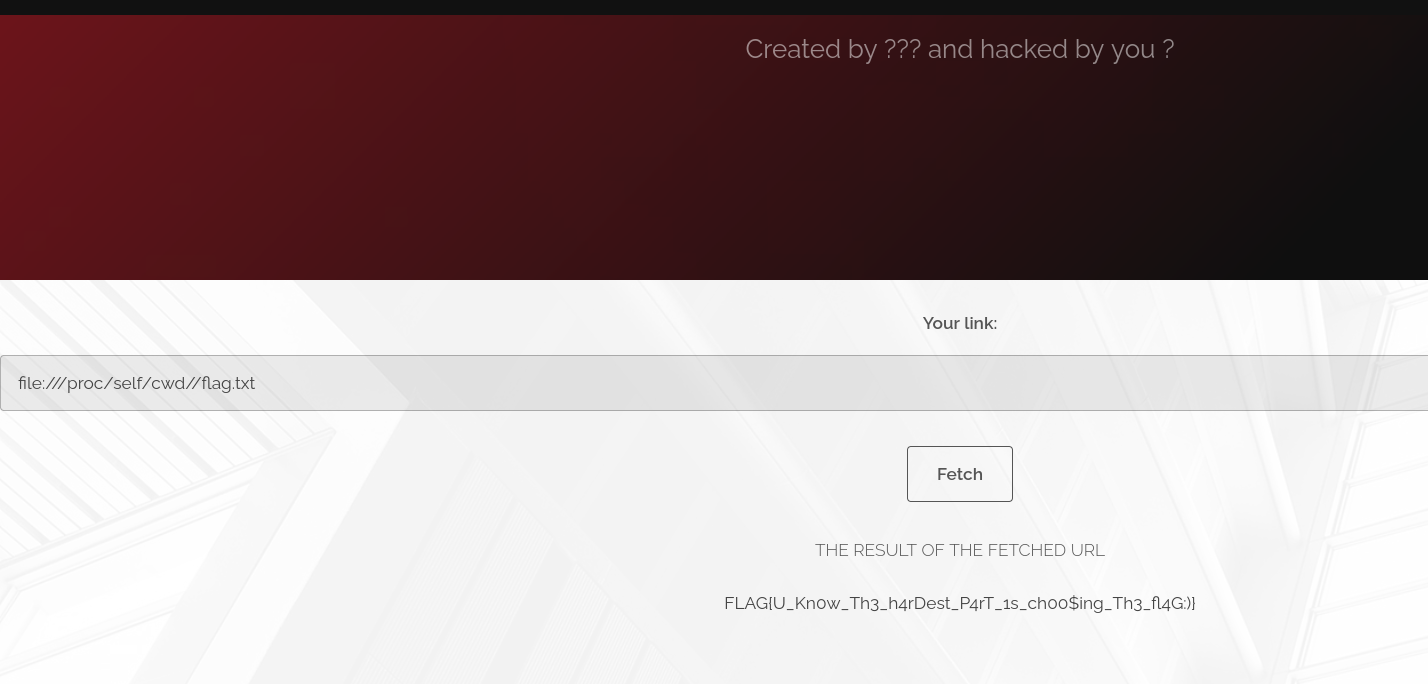 Created by ??? and hacked by you ?
Your link:
file:///proc/self/cwd//flag.txt
Fetch
THE RESULT OF THE FETCHED URL
FLAG{U_Kn0w_Th3_h4rDest_P4rT_1s_ch00$ing_Th3_fl4G:)}